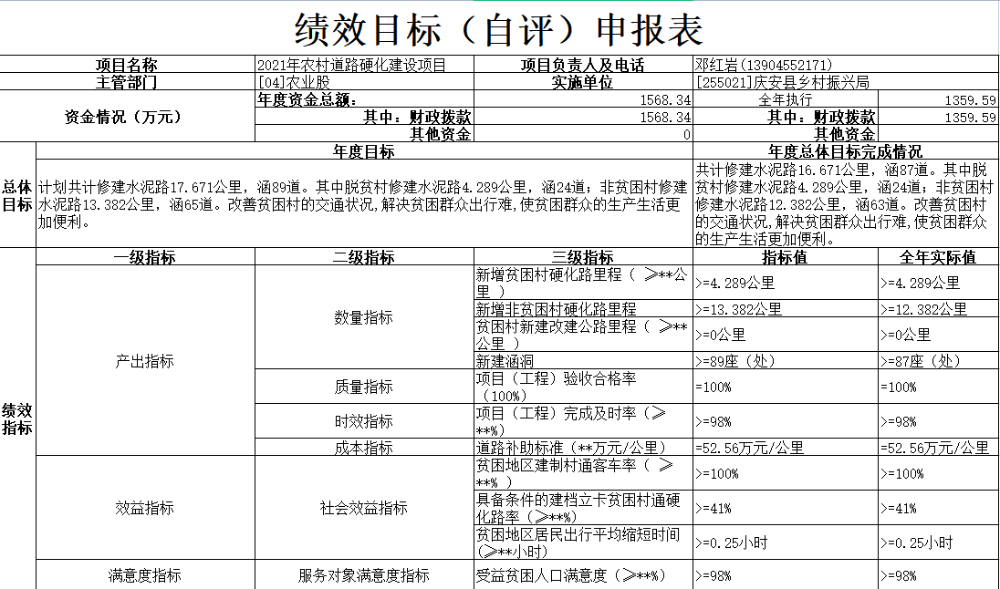 绩效目标（自评）申报表
项目名称 2021年农村道路硬化建设项目 项目负责人及电话 邓红岩(13904552171)
主管部门 [04]农业股 实施单位 [255021]庆安县乡村振兴局
资金情况（万元） 年度资金总额： 1568.34 全年执行 1359.59
其中：财政拨款 1568.34 其中：财政拨款 1359.59
其他资金 0 其他资金
总体目标 年度目标 年度总体目标完成情况
计划共计修建水泥路17.671公里，涵89道。其中脱贫村修建水泥路4.289公里，涵24道；非贫困村修建
水泥路13.382公里，涵65道。改善贫困村的交通状况,解决贫困群众出行难,使贫困群众的生产生活更
加便利。
共计修建水泥路16.671公里，涵87道。其中脱
贫村修建水泥路4.289公里，涵24道；非贫困村
修建水泥路12.382公里，涵63道。改善贫困村
的交通状况,解决贫困群众出行难,使贫困群众
的生产生活更加便利。
绩效指标 一级指标 二级指标 三级指标 指标值 全年实际值
产出指标 数量指标 新增贫困村硬化路里程（ ≥**公
里 ） >=4.289公里 >=4.289公里
新增非贫困村硬化路里程 >=13.382公里 >=12.382公里
贫困村新建改建公路里程（ ≥**
公里 ） >=0公里 >=0公里
新建涵洞 >=89座（处） >=87座（处）
质量指标 项目（工程）验收合格率
（100%） =100% =100%
时效指标 项目（工程）完成及时率（≥
**%） >=98% >=98%
成本指标 道路补助标准（**万元/公里） =52.56万元/公里 =52.56万元/公里
效益指标 社会效益指标 贫困地区建制村通客车率（ ≥
**% ） >=100% >=100%
具备条件的建档立卡贫困村通硬
化路率（≥**%） >=41% >=41%
贫困地区居民出行平均缩短时间
(≥**小时) >=0.25小时 >=0.25小时
满意度指标 服务对象满意度指标 受益贫困人口满意度（≥**%） >=98% >=98%